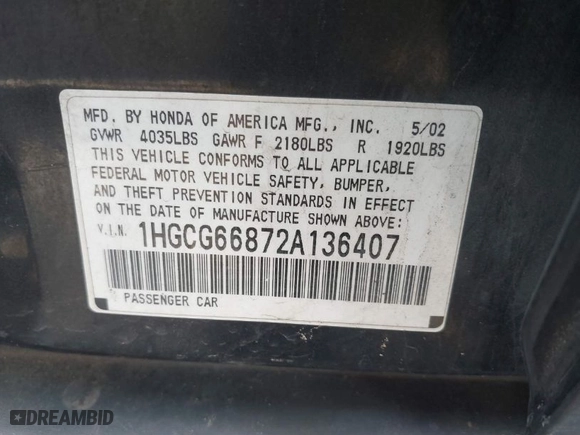 MFD. BY HONDA OF AMERICA MFG., INC. 5/02
GVWR 4035LBS GAWR F 2180LBS R 1920LBS
THIS VEHICLE CONFORMS TO ALL APPLICABLE
FEDERAL MOTOR VEHICLE SAFETY, BUMPER,
AND THEFT PREVENTION STANDARDS IN EFFECT
ON THE DATE OF MANUFACTURE SHOWN ABOVE:
V.I.N. 1HGCG66872A136407
PASSENGER CAR
DREAMBID